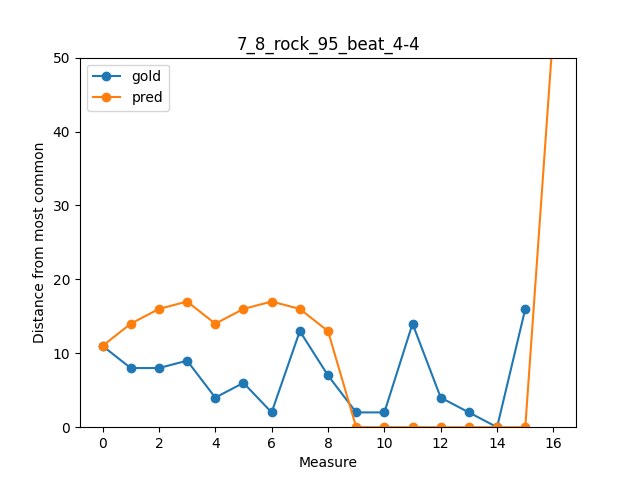 7_8_rock_95_beat_4-4
gold
pred
Distance from most common
50
40
30
20
10
0
0 2 4 6 8 10 12 14 16
Measure